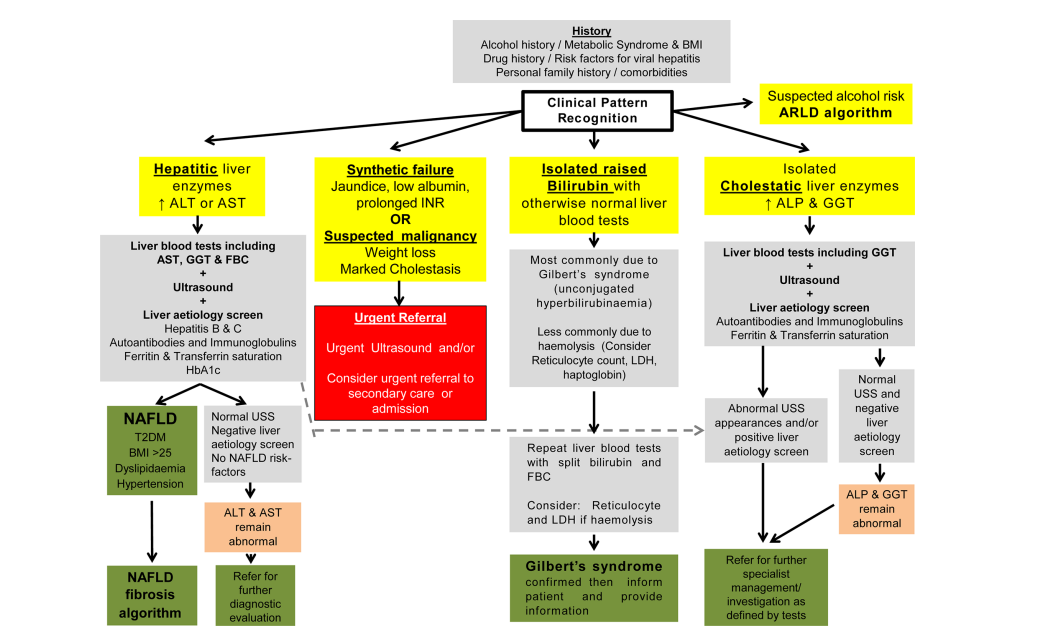 History
Alcohol history / Metabolic Syndrome & BMI
Drug history / Risk factors for viral hepatitis
Personal family history / comorbidities
Clinical Pattern
Recognition
Suspected alcohol risk
ARLD algorithm
Hepatitic liver
enzymes
↑ ALT or AST
Synthetic failure
Jaundice, low albumin,
prolonged INR
OR
Suspected malignancy
Weight loss
Marked Cholestasis
Isolated raised
Bilirubin with
otherwise normal liver
blood tests
Isolated
Cholestatic liver enzymes
↑ ALP & GGT
Liver blood tests including
AST, GGT & FBC
+
Ultrasound
+
Liver aetiology screen
Hepatitis B & C
Autoantibodies and Immunoglobulins
Ferritin & Transferrin saturation
HbA1c
Urgent Referral
Urgent Ultrasound and/or
Consider urgent referral to
secondary care or
admission
Most commonly due to
Gilbert's syndrome
(unconjugated
hyperbilirubinaemia)
Less commonly due to
haemolysis (Consider
Reticulocyte count, LDH,
haptoglobin)
Liver blood tests including GGT
+
Ultrasound
+
Liver aetiology screen
Autoantibodies and Immunoglobulins
Ferritin & Transferrin saturation
NAFLD
T2DM
BMI >25
Dyslipidaemia
Hypertension
Normal USS
Negative liver
aetiology screen
No NAFLD risk-
factors
Repeat liver blood tests
with split bilirubin and
FBC
Consider: Reticulocyte
and LDH if haemolysis
Abnormal USS
appearances and/or
positive liver
aetiology screen
Normal
USS and
negative
liver
aetiology
screen
ALT & AST
remain
abnormal
ALP & GGT
remain
abnormal
NAFLD
fibrosis
algorithm
Refer for
further
diagnostic
evaluation
Gilbert's syndrome
confirmed then inform
patient and provide
information
Refer for further
specialist
management/
investigation as
defined by tests